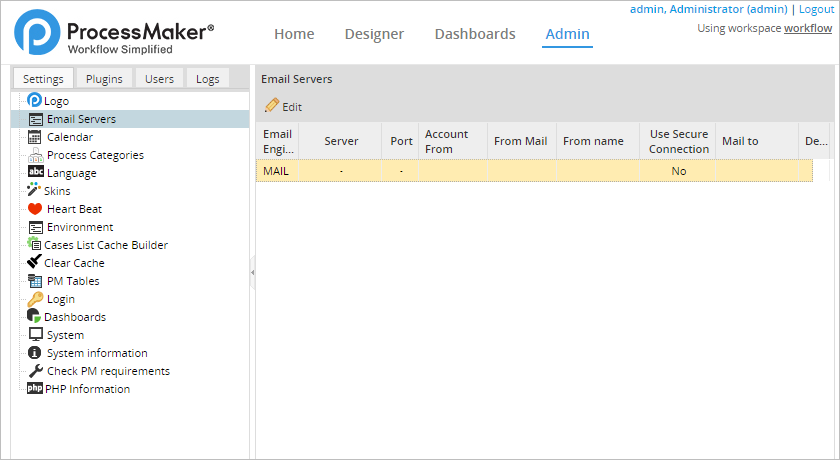 admin, Administrator (admin) | Logout
Using workspace workflow
ProcessMaker®
Workflow Simplified
Home Designer Dashboards Admin
Settings Plugins Users Logs
Logo
Email Servers
Calendar
Process Categories
abc Language
Skins
Heart Beat
Environment
Cases List Cache Builder
Clear Cache
PM Tables
Login
Dashboards
System
System information
Check PM requirements
php PHP Information
Email Servers
Edit
Email Engi... Server Port Account From From Mail From name Use Secure Connection Mail to De...
MAIL - - No